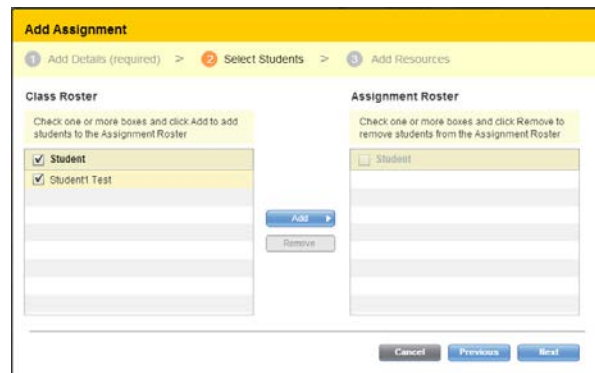 Add Assignment
1 Add Details (required) > 2 Select Students > 3 Add Resources
Class Roster
Check one or more boxes and click Add to add
students to the Assignment Roster
Student
Student1 Test
Add
Remove
Assignment Roster
Check one or more boxes and click Remove to
remove students from the Assignment Roster
Student
Cancel Previous Next